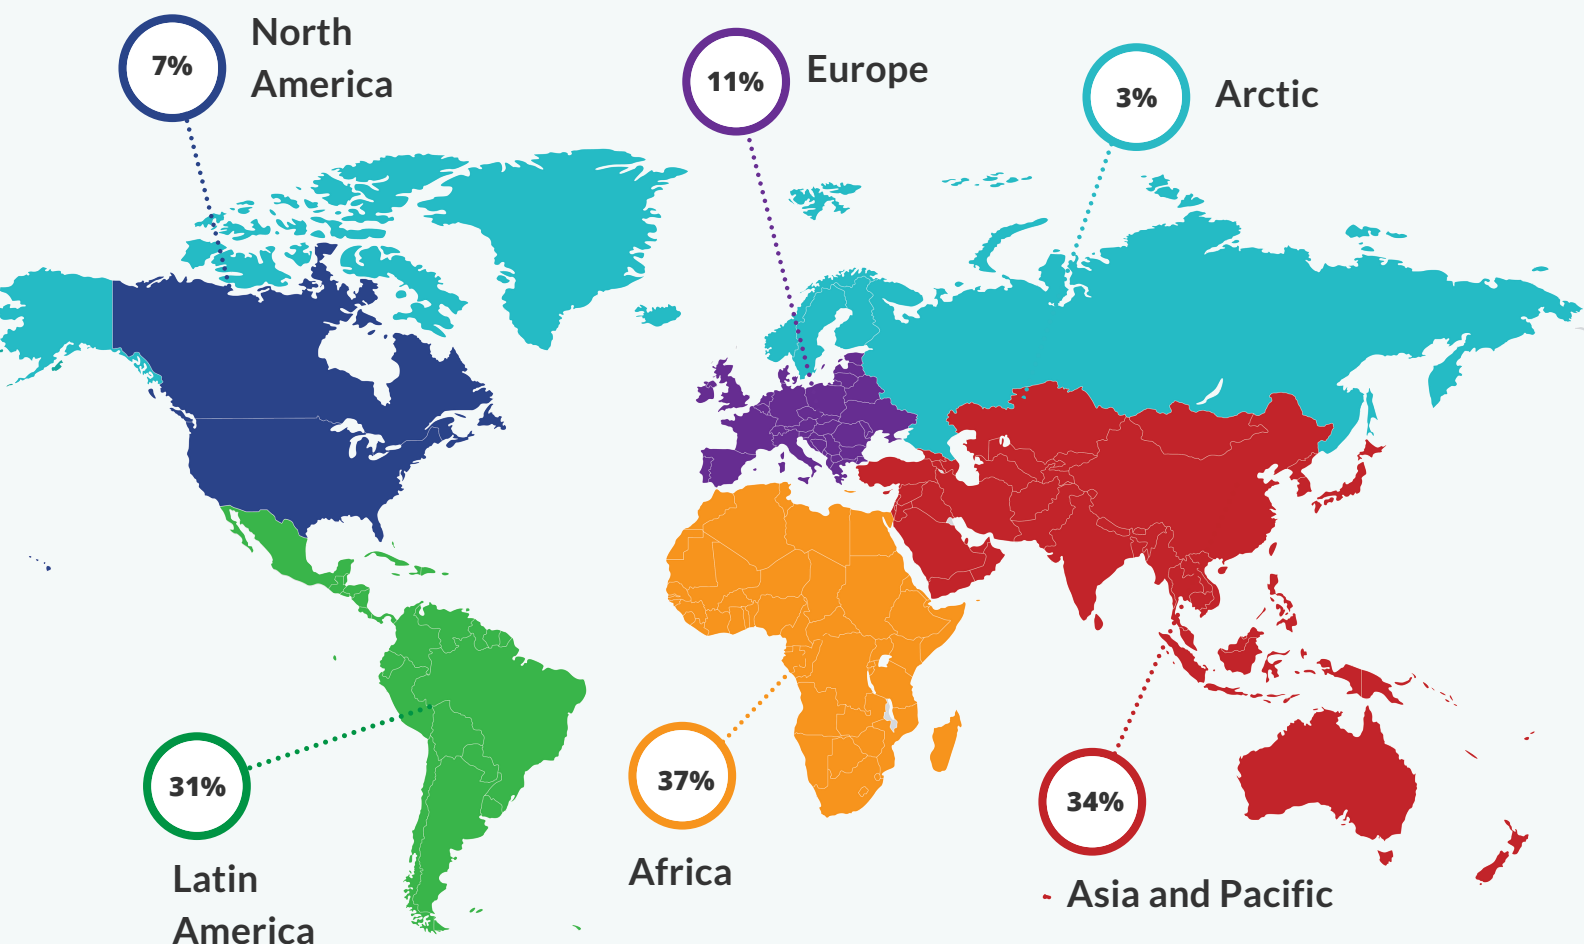 7%
North
America
11%
Europe
3%
Arctic
31%
Latin
America
37%
Africa
34%
Asia and Pacific